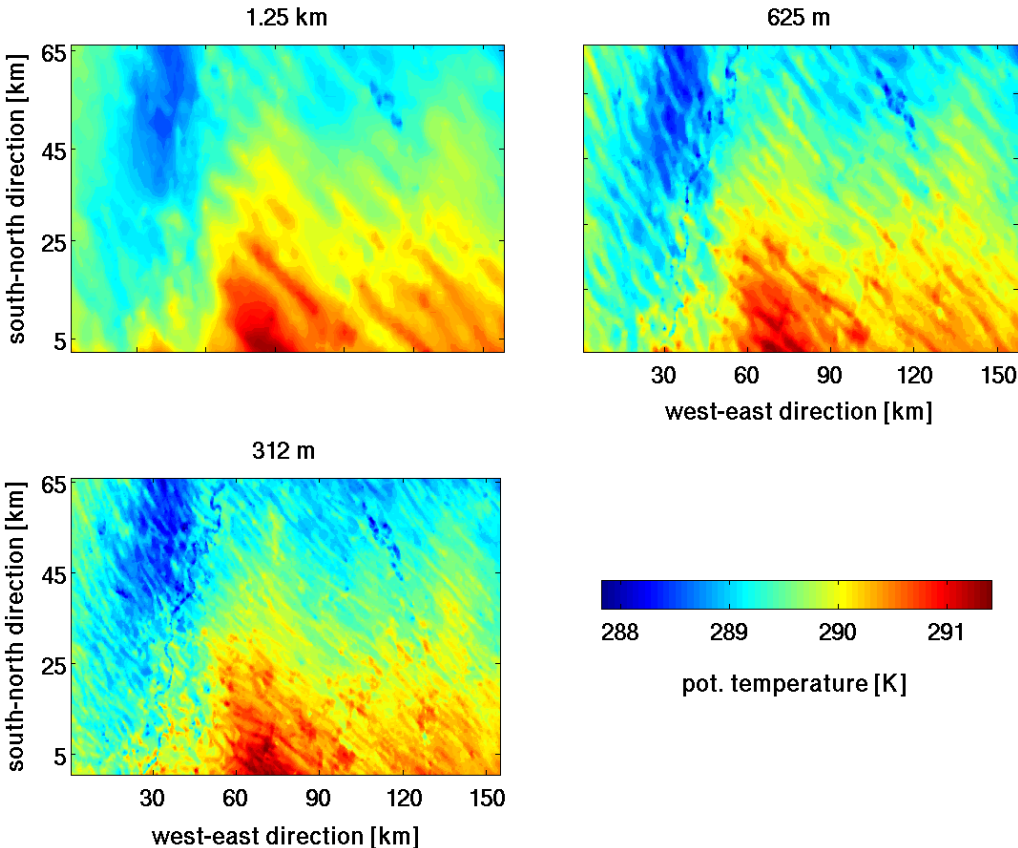 1.25 km
625 m
65
45
25
5
south-north direction [km]
30 60 90 120 150
west-east direction [km]
312 m
65
45
25
5
south-north direction [km]
30 60 90 120 150
west-east direction [km]
288 289 290 291
pot. temperature [K]